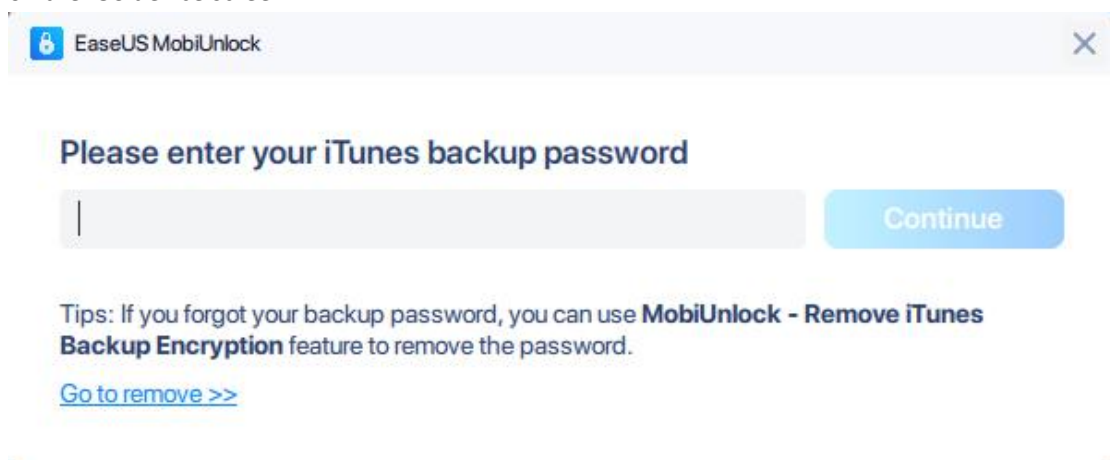 EaseUS MobiUnlock
Please enter your iTunes backup password
Continue
Tips: If you forgot your backup password, you can use MobiUnlock - Remove iTunes
Backup Encryption feature to remove the password.
Go to remove >>